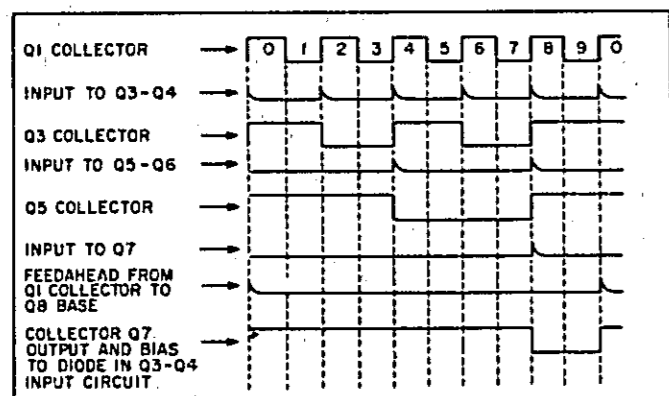 Q1 COLLECTOR
0 1 2 3 4 5 6 7 8 9 0
INPUT TO Q3-Q4
Q3 COLLECTOR
INPUT TO Q5-Q6
Q5 COLLECTOR
INPUT TO Q7
FEEDAHEAD FROM
Q1 COLLECTOR TO
Q8 BASE
COLLECTOR Q7
OUTPUT AND BIAS
TO DIODE IN Q3-Q4
INPUT CIRCUIT